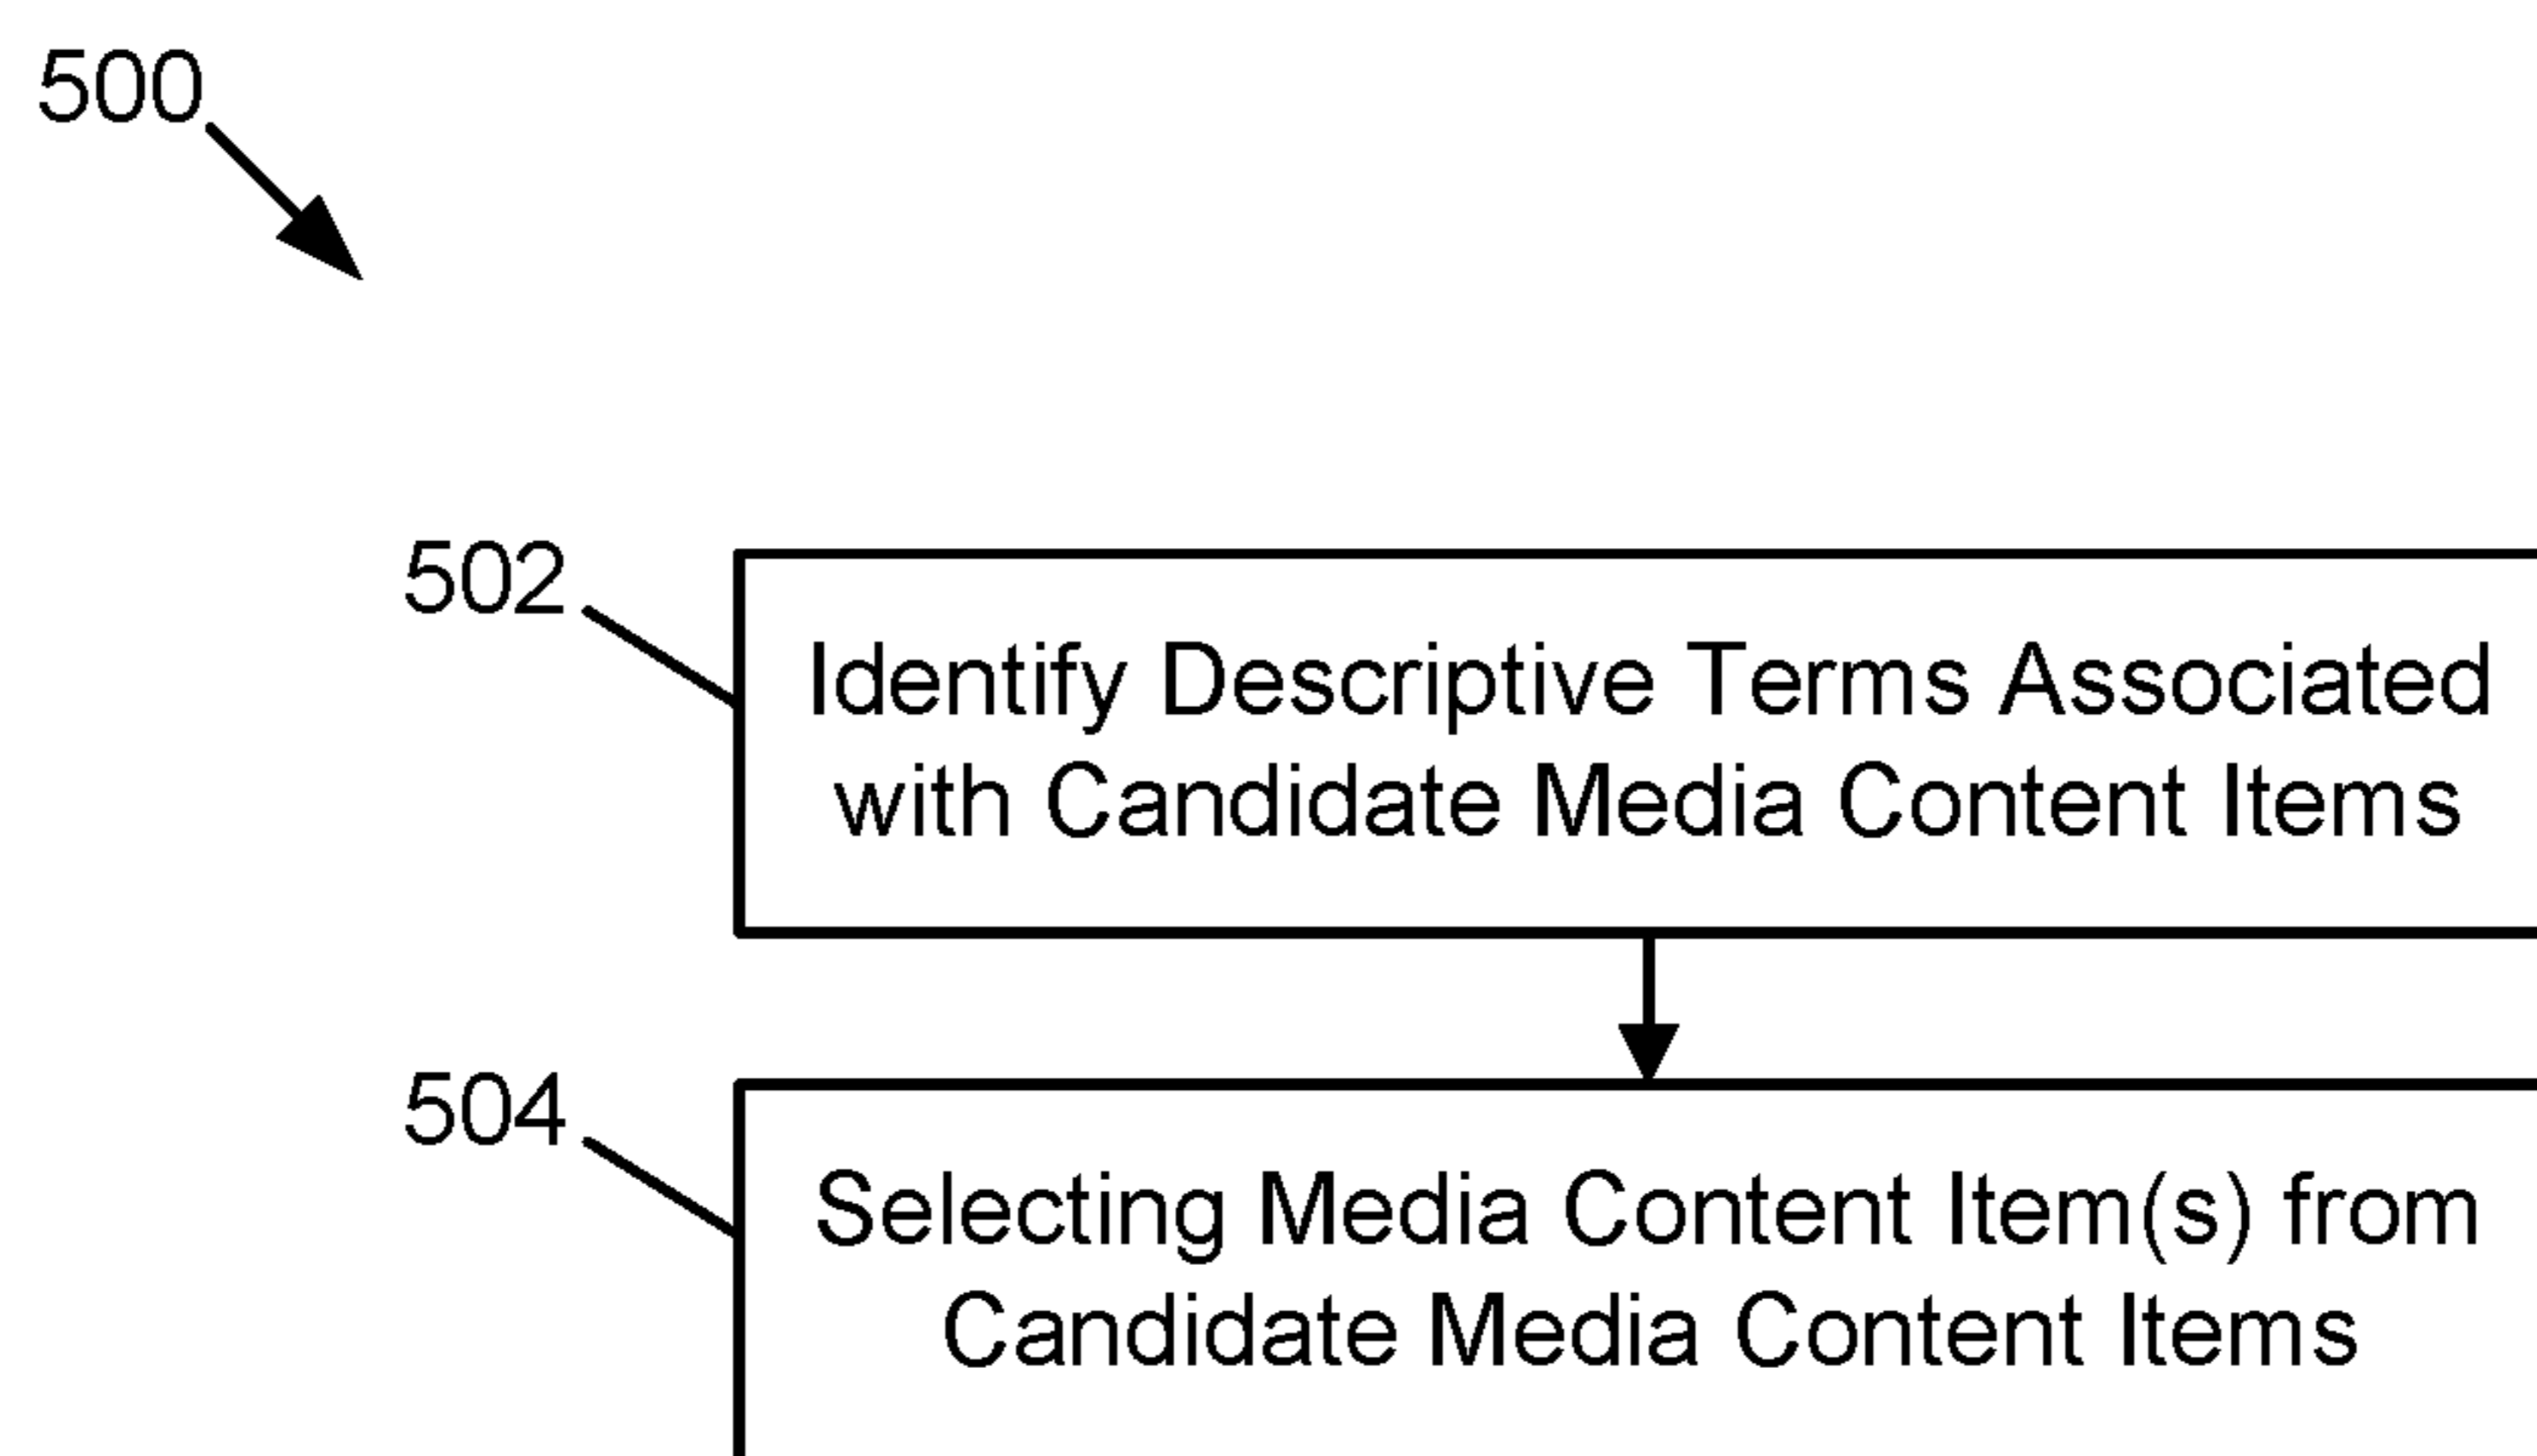 500
502
Identify Descriptive Terms Associated
with Candidate Media Content Items
504
Selecting Media Content Item(s) from
Candidate Media Content Items